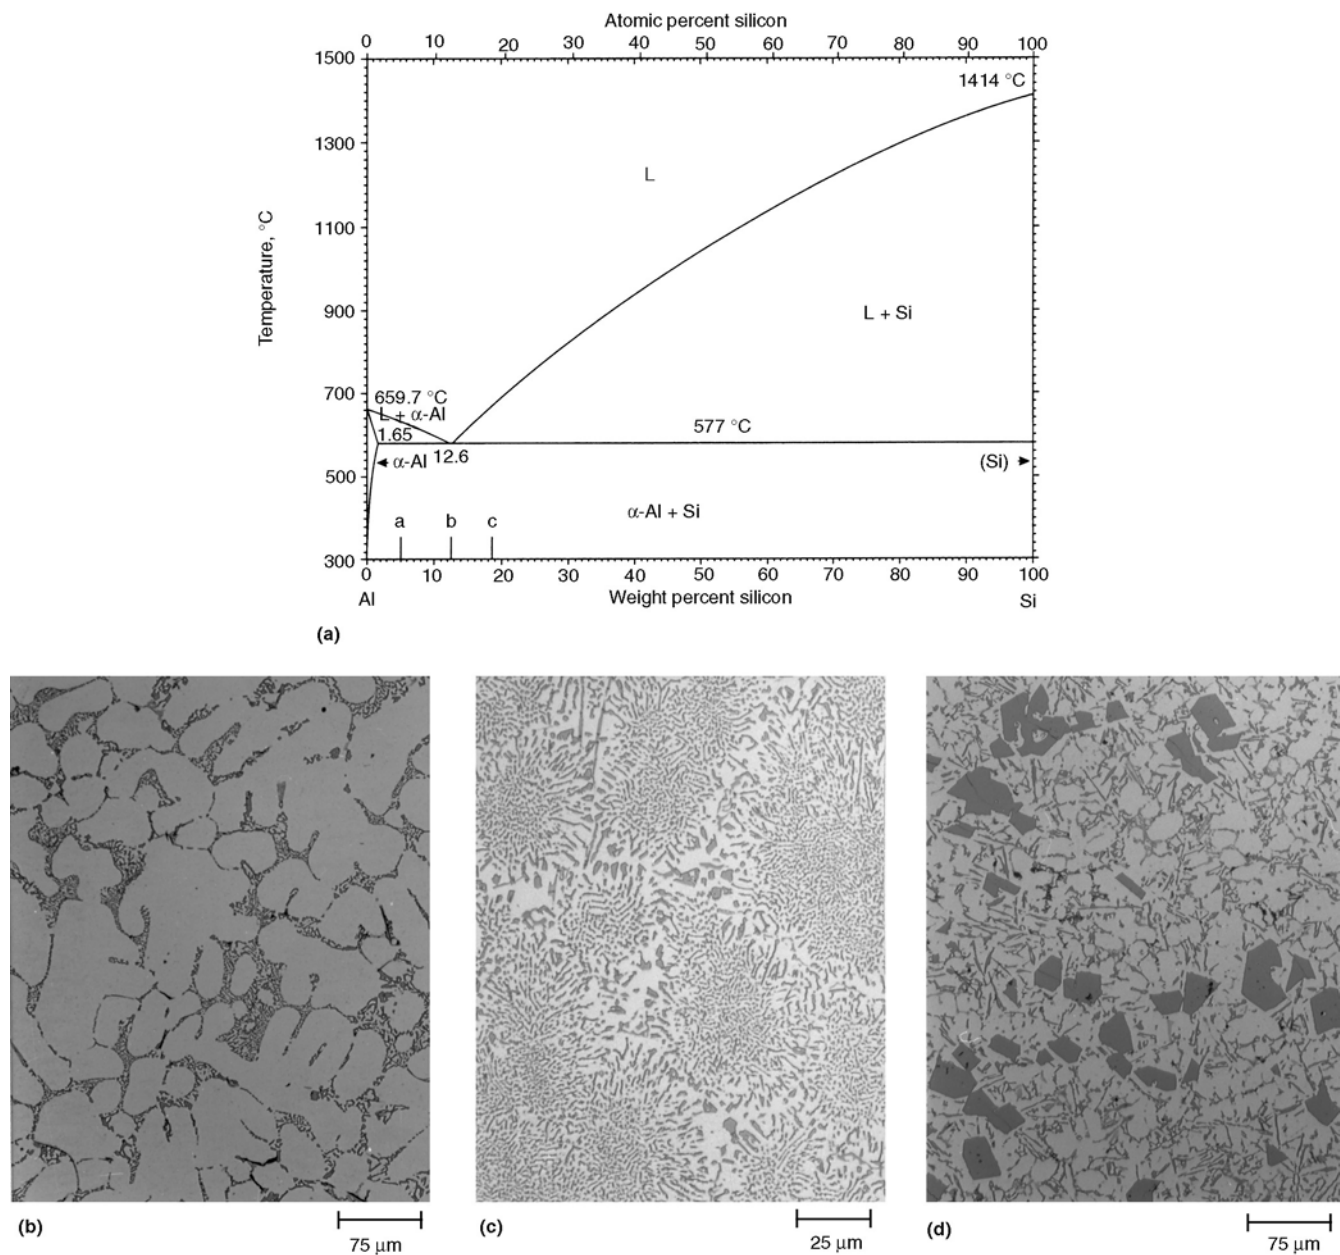 Atomic percent silicon
0 10 20 30 40 50 60 70 80 90 100
1500
1414 °C
1300
L
1100
Temperature, °C
900
L + Si
700
659.7 °C
L + α-Al
577 °C
1.65
12.6
α-Al
(Si)
500
α-Al + Si
a b c
300
0 10 20 30 40 50 60 70 80 90 100
Al
Weight percent silicon
Si
(a)
(b)
75 μm
(c)
25 μm
(d)
75 μm